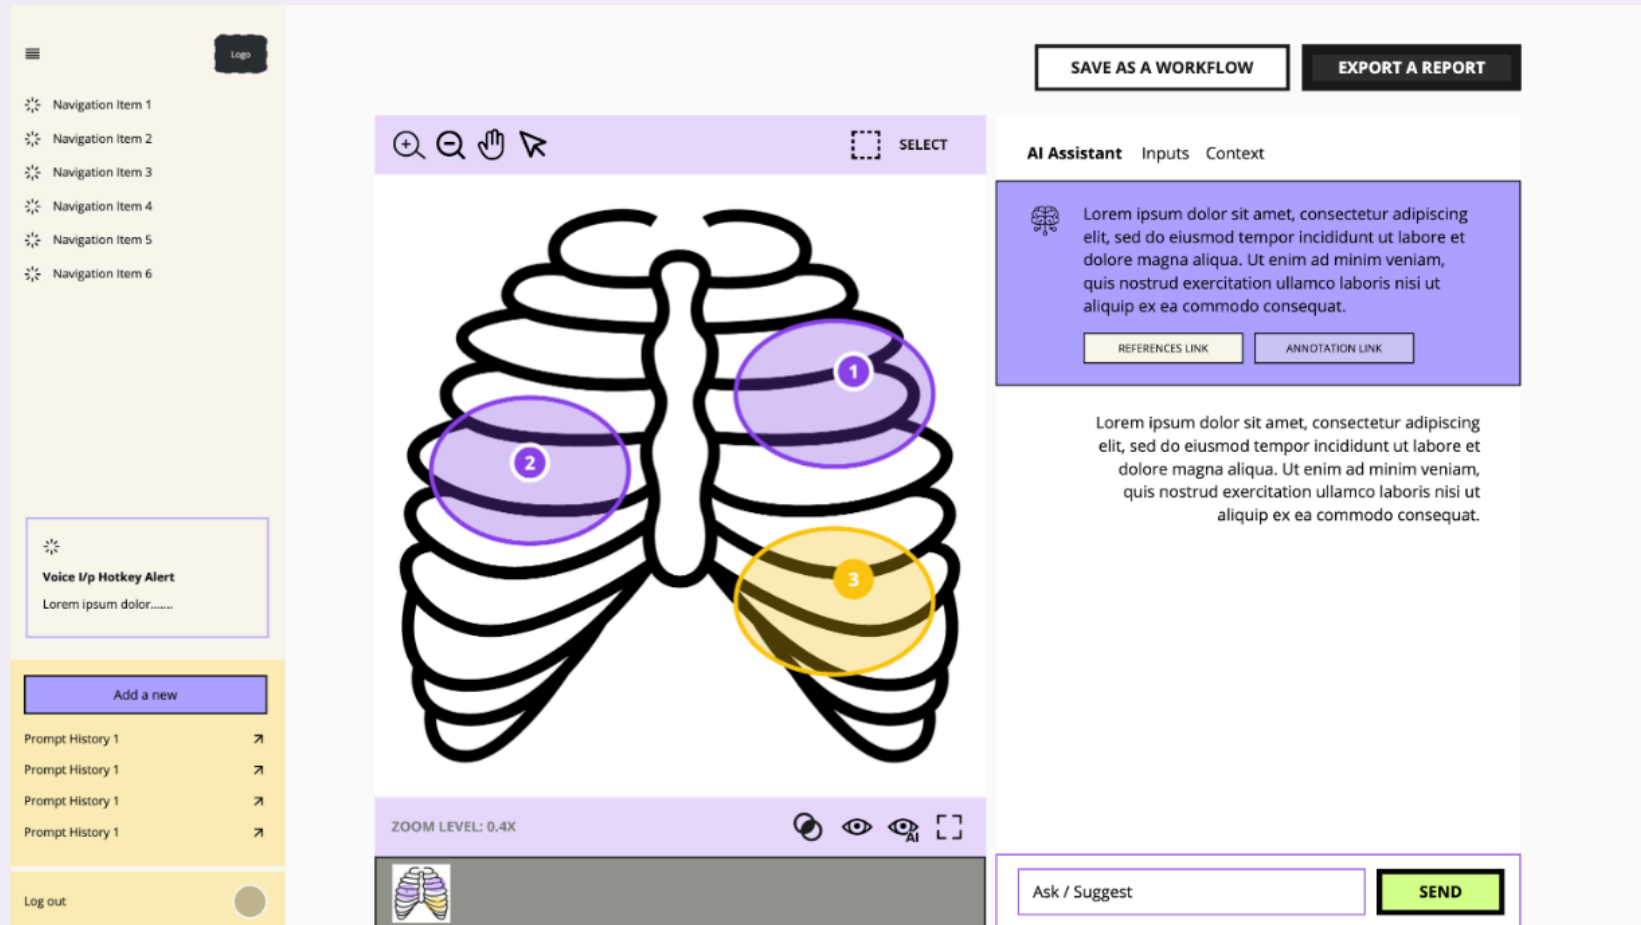 Logo
Navigation Item 1
Navigation Item 2
Navigation Item 3
Navigation Item 4
Navigation Item 5
Navigation Item 6
Voice I/p Hotkey Alert
Lorem ipsum dolor.......
Add a new
Prompt History 1
Prompt History 1
Prompt History 1
Prompt History 1
Log out
SAVE AS A WORKFLOW
EXPORT A REPORT
SELECT
1
2
3
ZOOM LEVEL: 0.4X
AI
AI Assistant Inputs Context
Lorem ipsum dolor sit amet, consectetur adipiscing
elit, sed do eiusmod tempor incididunt ut labore et
dolore magna aliqua. Ut enim ad minim veniam,
quis nostrud exercitation ullamco laboris nisi ut
aliquip ex ea commodo consequat.
REFERENCES LINK
ANNOTATION LINK
Lorem ipsum dolor sit amet, consectetur adipiscing
elit, sed do eiusmod tempor incididunt ut labore et
dolore magna aliqua. Ut enim ad minim veniam,
quis nostrud exercitation ullamco laboris nisi ut
aliquip ex ea commodo consequat.
Ask / Suggest
SEND